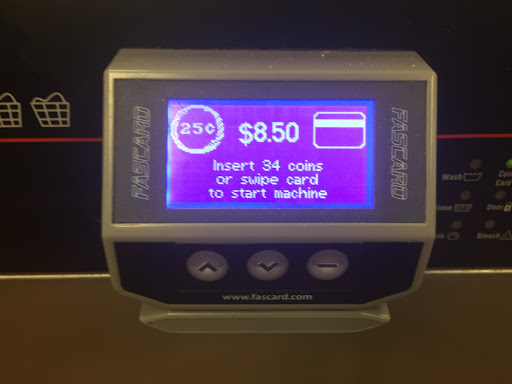 FASCARD
25¢
$8.50
Insert 34 coins
or swipe card
to start machine
FASCARD
www.fascard.com
Wash
Card
Door
Bleach